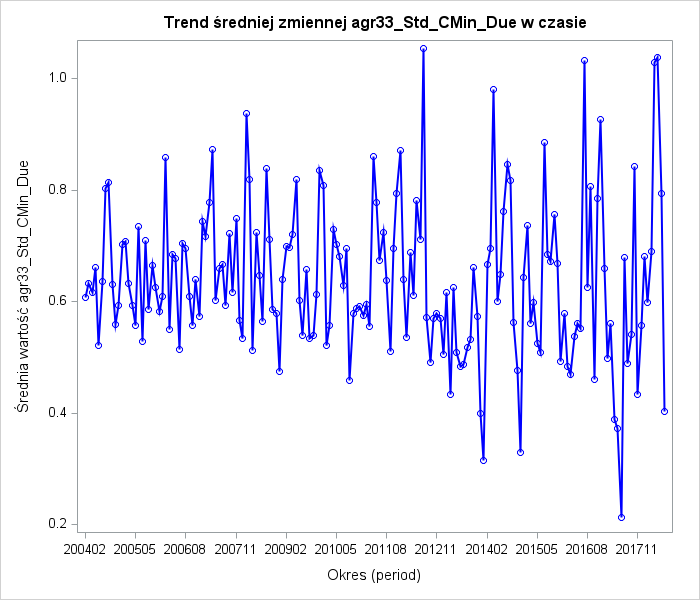 Trend średniej zmiennej agr33_Std_CMin_Due w czasie
Średnia wartość agr33_Std_CMin_Due
1.0
0.8
0.6
0.4
0.2
200402 200505 200608 200711 200902 201005 201108 201211 201402 201505 201608 201711
Okres (period)